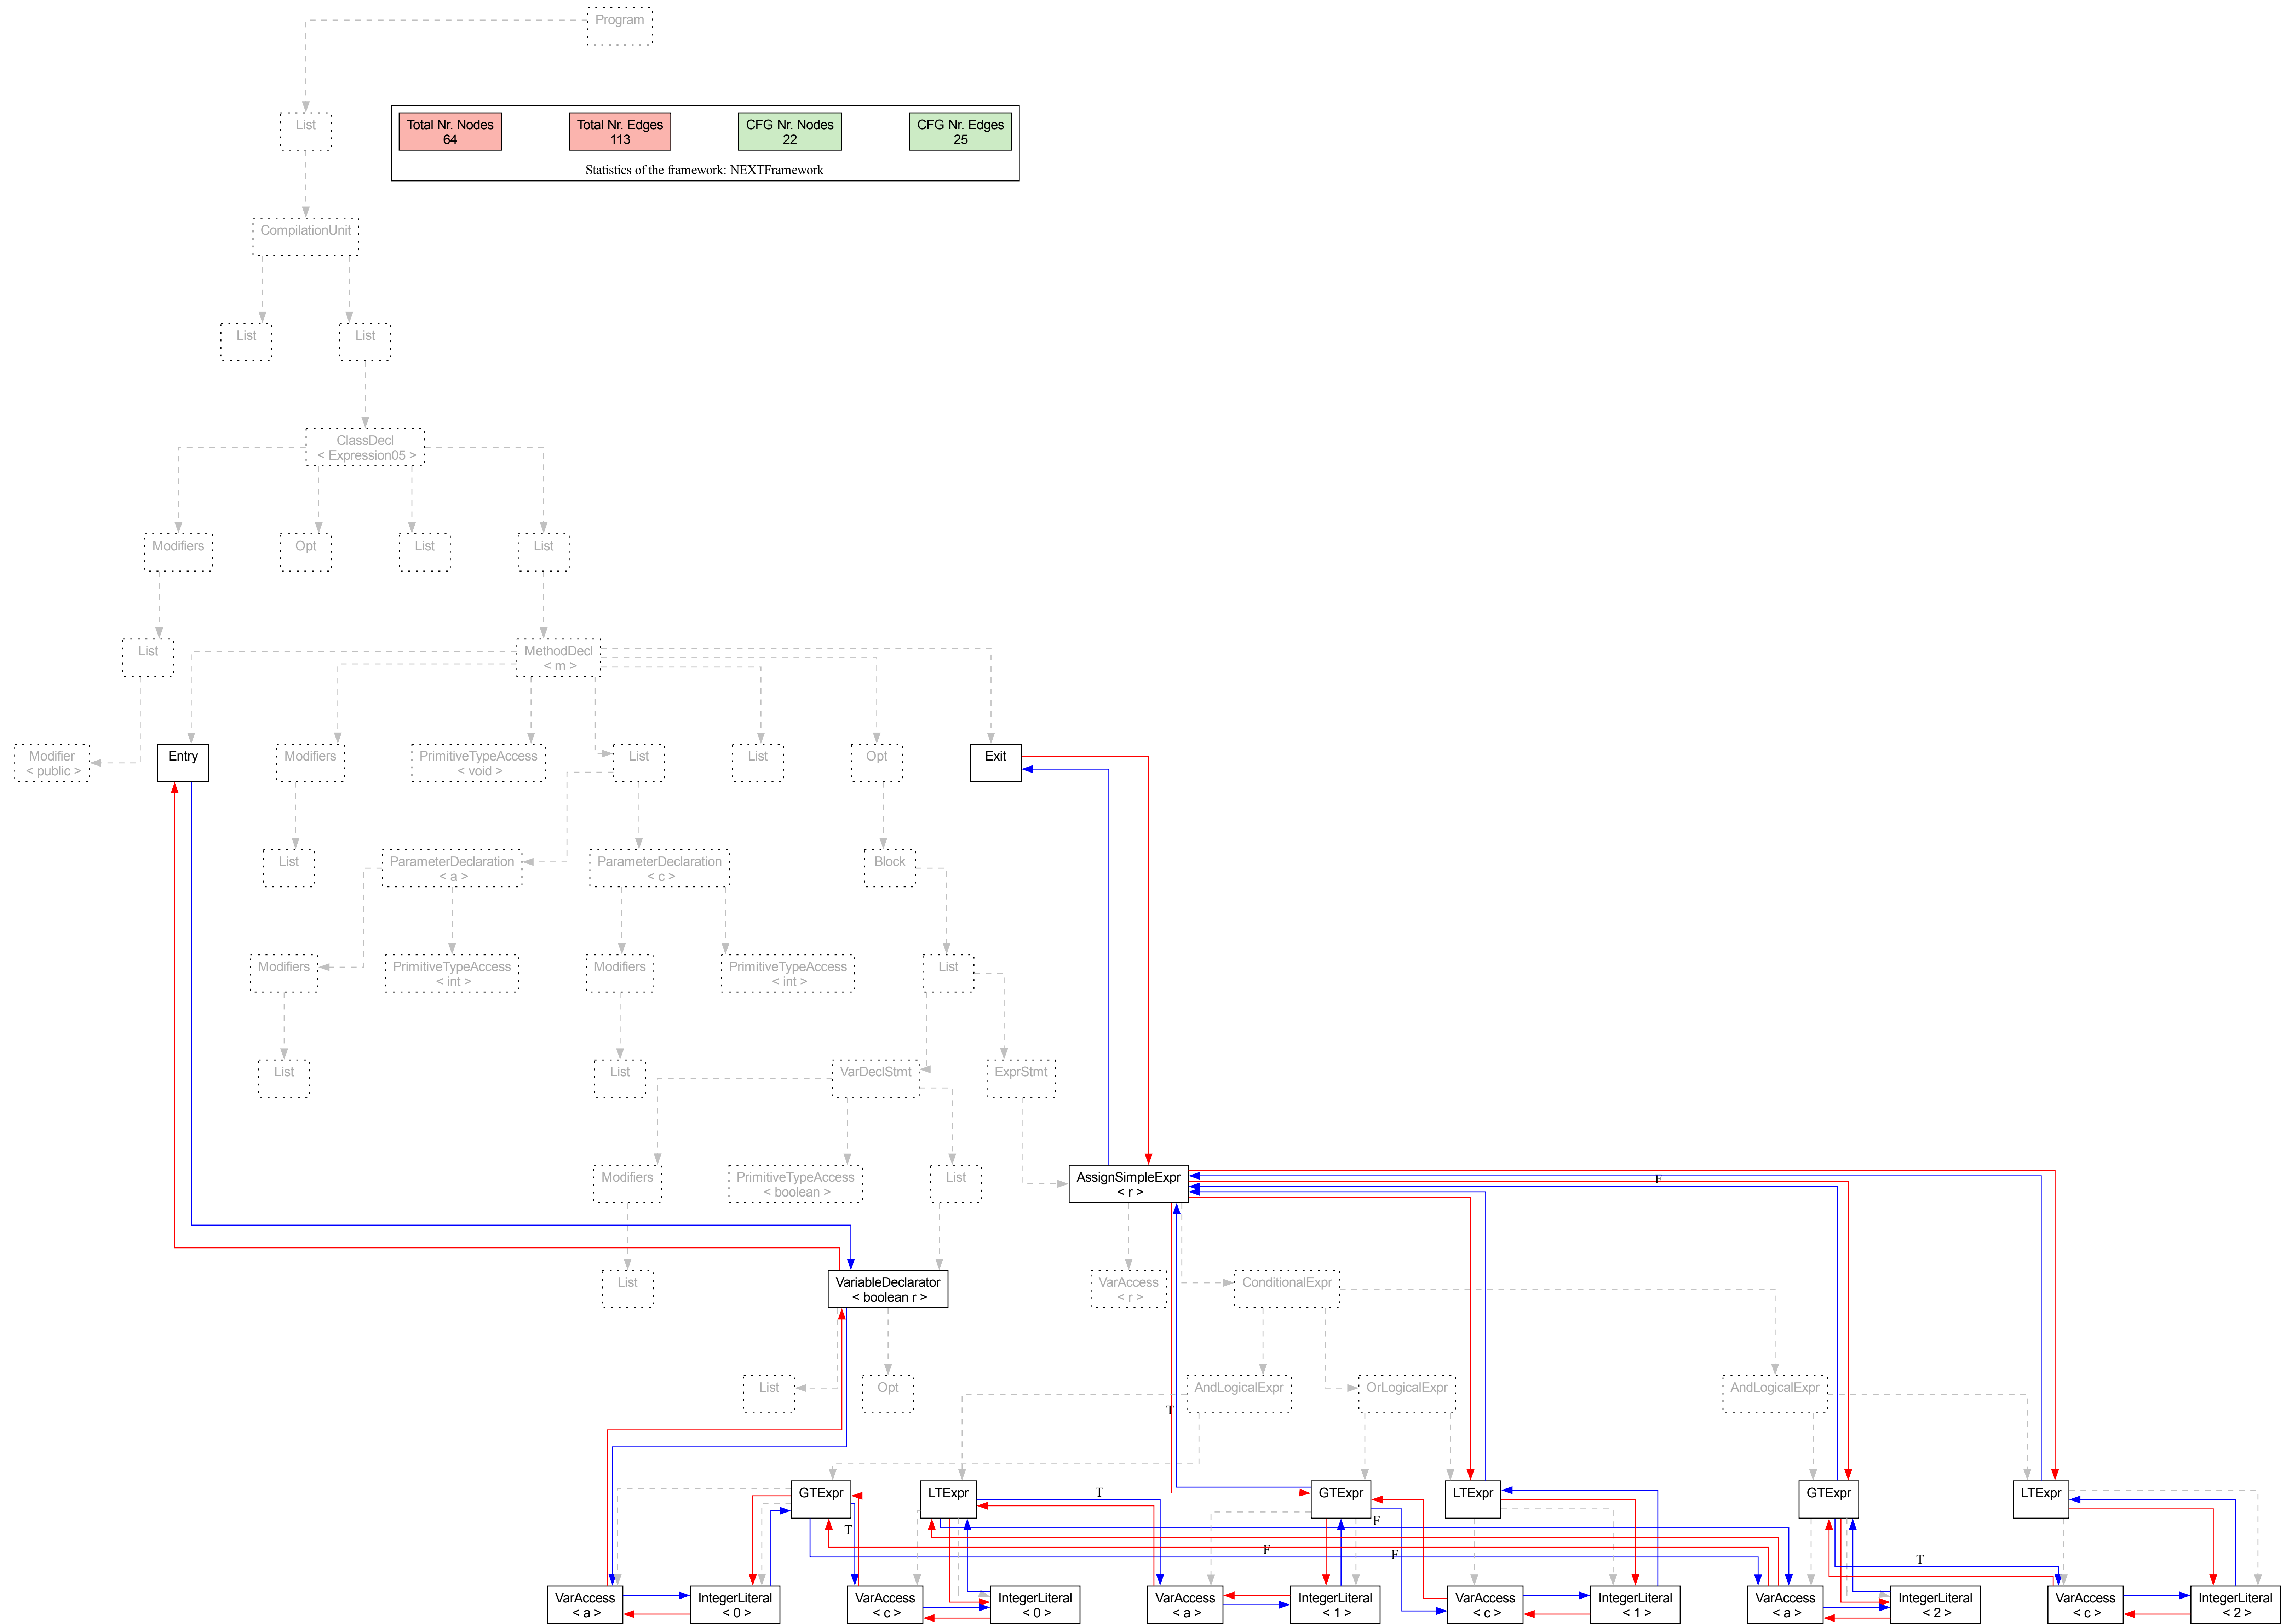 Program
List
Total Nr. Nodes
64
Total Nr. Edges
113
CFG Nr. Nodes
22
CFG Nr. Edges
25
Statistics of the framework: NEXTFramework
CompilationUnit
List
List
ClassDecl
< Expression05 >
Modifiers
Opt
List
List
List
MethodDecl
< m >
Modifier
< public >
Entry
Modifiers
PrimitiveTypeAccess
< void >
List
List
Opt
Exit
List
ParameterDeclaration
< a >
ParameterDeclaration
< c >
Block
Modifiers
PrimitiveTypeAccess
< int >
Modifiers
PrimitiveTypeAccess
< int >
List
List
List
VarDeclStmt
ExprStmt
Modifiers
PrimitiveTypeAccess
< boolean >
List
AssignSimpleExpr
< r >
F
List
VariableDeclarator
< boolean r >
VarAccess
< r >
ConditionalExpr
List
Opt
AndLogicalExpr
OrLogicalExpr
AndLogicalExpr
T
GTExpr
LTExpr
T
GTExpr
LTExpr
GTExpr
LTExpr
T
F
F
F
T
VarAccess
< a >
IntegerLiteral
< 0 >
VarAccess
< c >
IntegerLiteral
< 0 >
VarAccess
< a >
IntegerLiteral
< 1 >
VarAccess
< c >
IntegerLiteral
< 1 >
VarAccess
< a >
IntegerLiteral
< 2 >
VarAccess
< c >
IntegerLiteral
< 2 >